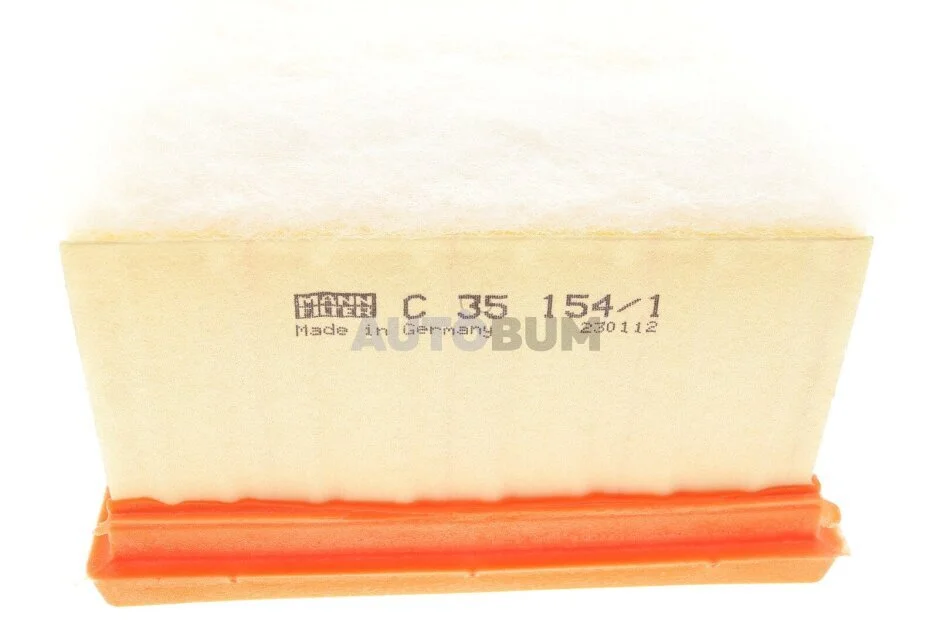 MANN FILTER C 35 154/1
Made in Germany 230112
AUTOBUM